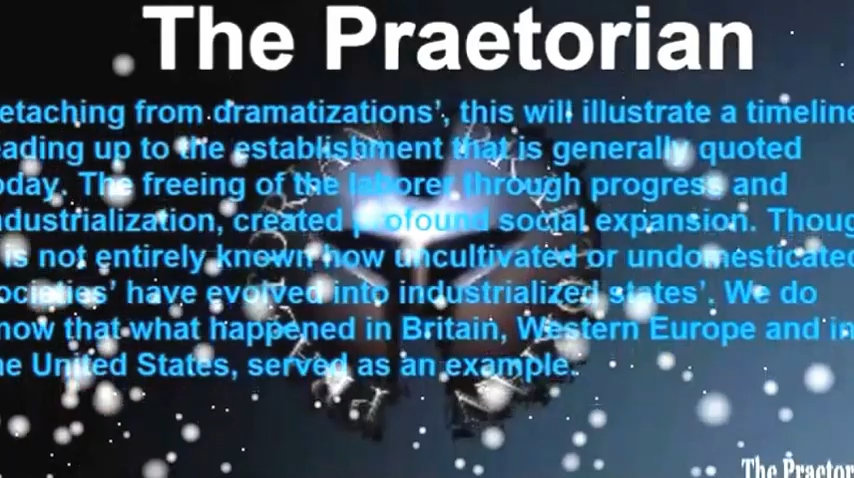 The Praetorian
etaching from dramatizations', this will illustrate a timeline
eading up to the establishment that is generally quoted
oday. The freeing of the laborer through progress and
ndustrialization, created profound social expansion. Thoug
is not entirely known how uncultivated or undomesticated
ocieties' have evolved into industrialized states'. We do
now that what happened in Britain, Western Europe and in
he United States, served as an example.
The Praetor